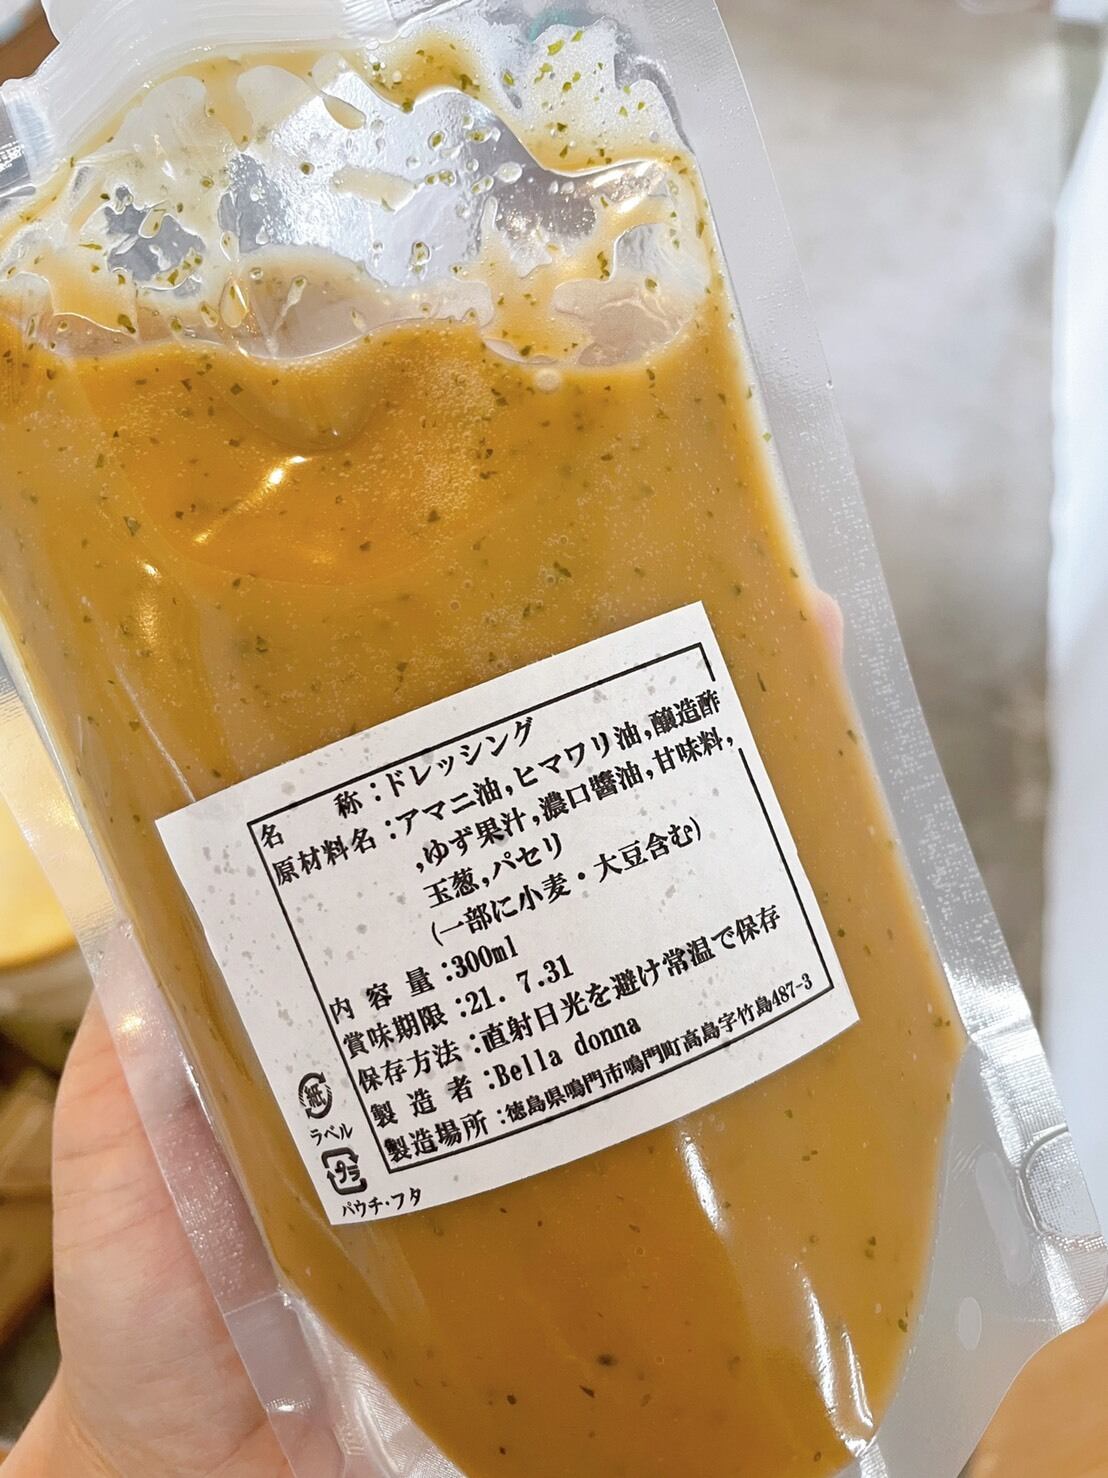 名　称:ドレッシング
原材料名:アマニ油,ヒマワリ油,醸造酢
,ゆず果汁,濃口醬油,甘味料,
玉葱,パセリ
(一部に小麦・大豆含む)
内 容 量:300ml
賞味期限:21. 7.31
保存方法:直射日光を避け常温で保存
製 造 者:Bella donna
製造場所:徳島県鳴門市鳴門町高島字竹島487-3
紙
ラベル
プラ
パウチ・フタ